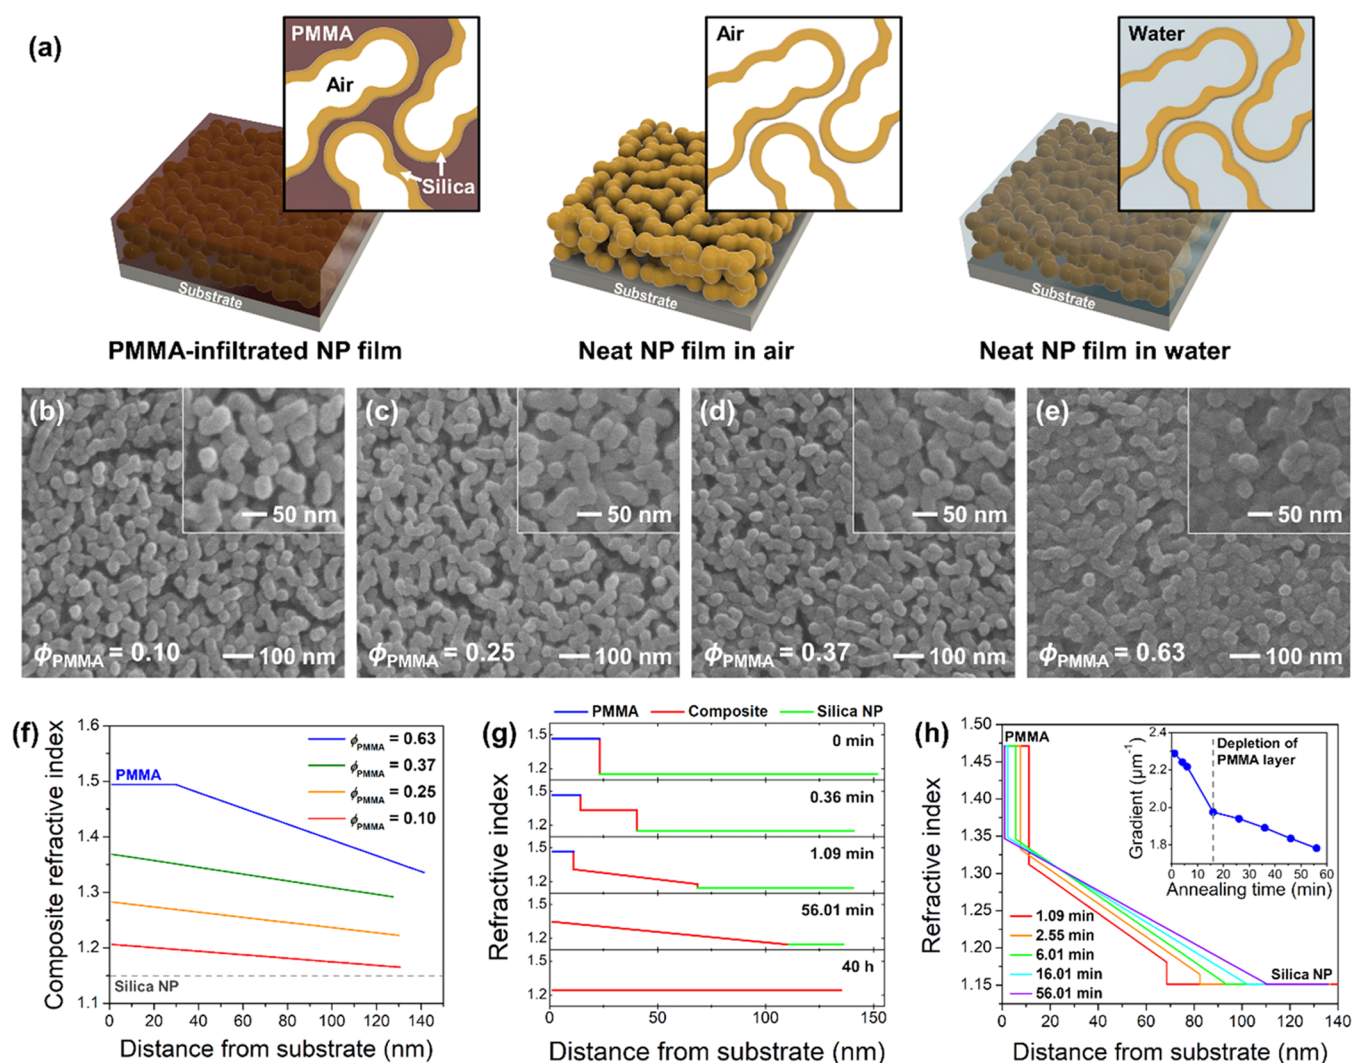 (a)
PMMA
Air
Silica
Substrate
PMMA-infiltrated NP film
Air
Substrate
Neat NP film in air
Water
Substrate
Neat NP film in water
(b)
50 nm
ϕPMMA = 0.10
100 nm
(c)
50 nm
ϕPMMA = 0.25
100 nm
(d)
50 nm
ϕPMMA = 0.37
100 nm
(e)
50 nm
ϕPMMA = 0.63
100 nm
(f)
Composite refractive index
1.6
1.5
1.4
1.3
1.2
1.1
PMMA
ϕPMMA = 0.63
ϕPMMA = 0.37
ϕPMMA = 0.25
ϕPMMA = 0.10
Silica NP
0 20 40 60 80 100 120 140
Distance from substrate (nm)
(g)
PMMA Composite Silica NP
Refractive index
1.5
1.2
0 min
1.5
1.2
0.36 min
1.5
1.2
1.09 min
1.5
1.2
56.01 min
1.5
1.2
40 h
0 50 100 150
Distance from substrate (nm)
(h)
Refractive index
1.50
1.45
1.40
1.35
1.30
1.25
1.20
1.15
PMMA
Gradient (μm⁻¹)
2.4
2.2
2.0
1.8
Depletion of
PMMA layer
0 10 20 30 40 50 60
Annealing time (min)
1.09 min
2.55 min
6.01 min
16.01 min
56.01 min
Silica NP
0 20 40 60 80 100 120 140
Distance from substrate (nm)